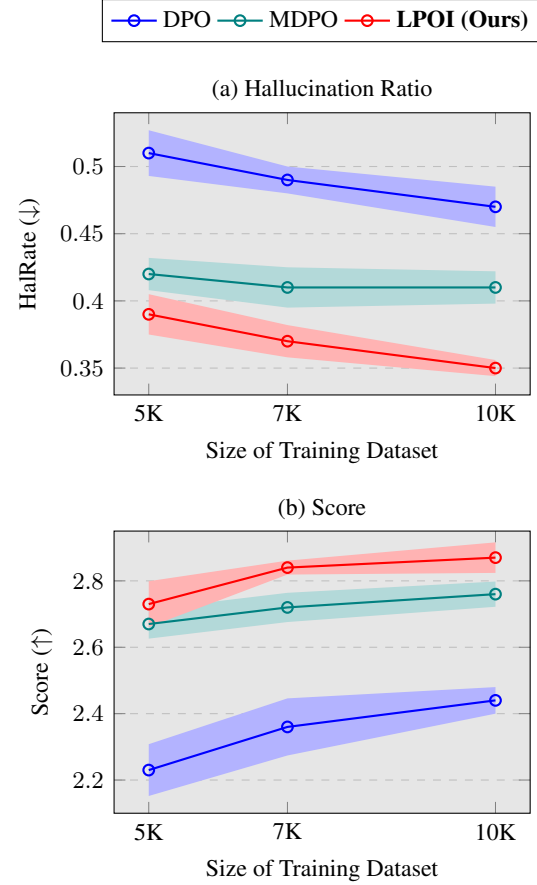 DPO MDPO LPOI (Ours)
(a) Hallucination Ratio
0.5
0.45
0.4
0.35
HalRate (↓)
5K 7K 10K
Size of Training Dataset
(b) Score
2.8
2.6
2.4
2.2
Score (↑)
5K 7K 10K
Size of Training Dataset